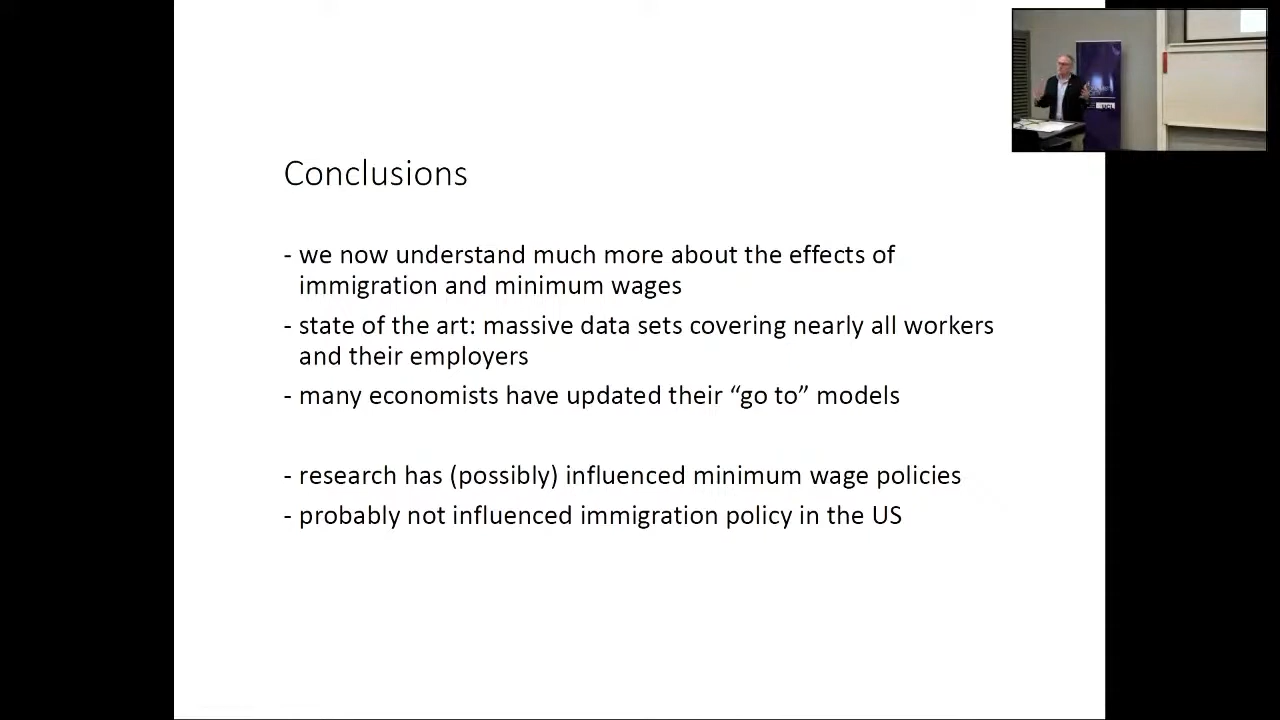 Conclusions
- we now understand much more about the effects of
immigration and minimum wages
- state of the art: massive data sets covering nearly all workers
and their employers
- many economists have updated their “go to” models
- research has (possibly) influenced minimum wage policies
- probably not influenced immigration policy in the US
UCL